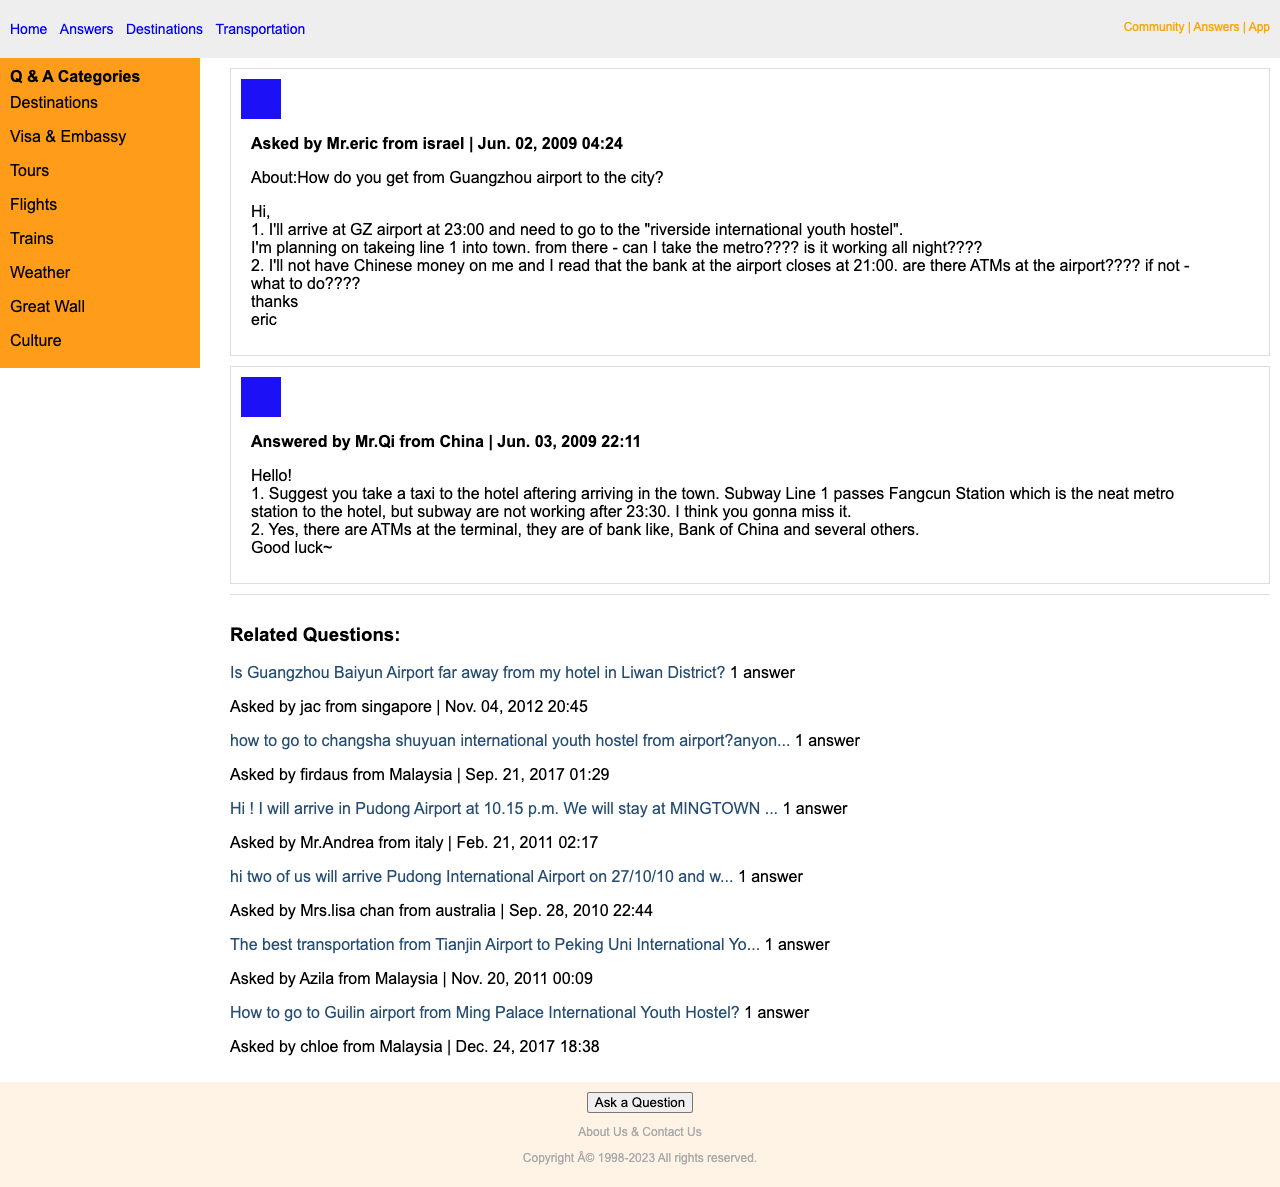 Home Answers Destinations Transportation
Community | Answers | App
Q & A Categories
Destinations
Visa & Embassy
Tours
Flights
Trains
Weather
Great Wall
Culture
Asked by Mr.eric from israel | Jun. 02, 2009 04:24
About:How do you get from Guangzhou airport to the city?
Hi,
1. I'll arrive at GZ airport at 23:00 and need to go to the "riverside international youth hostel".
I'm planning on takeing line 1 into town. from there - can I take the metro???? is it working all night????
2. I'll not have Chinese money on me and I read that the bank at the airport closes at 21:00. are there ATMs at the airport???? if not -
what to do????
thanks
eric
Answered by Mr.Qi from China | Jun. 03, 2009 22:11
Hello!
1. Suggest you take a taxi to the hotel aftering arriving in the town. Subway Line 1 passes Fangcun Station which is the neat metro
station to the hotel, but subway are not working after 23:30. I think you gonna miss it.
2. Yes, there are ATMs at the terminal, they are of bank like, Bank of China and several others.
Good luck~
Related Questions:
Is Guangzhou Baiyun Airport far away from my hotel in Liwan District? 1 answer
Asked by jac from singapore | Nov. 04, 2012 20:45
how to go to changsha shuyuan international youth hostel from airport?anyon... 1 answer
Asked by firdaus from Malaysia | Sep. 21, 2017 01:29
Hi ! I will arrive in Pudong Airport at 10.15 p.m. We will stay at MINGTOWN ... 1 answer
Asked by Mr.Andrea from italy | Feb. 21, 2011 02:17
hi two of us will arrive Pudong International Airport on 27/10/10 and w... 1 answer
Asked by Mrs.lisa chan from australia | Sep. 28, 2010 22:44
The best transportation from Tianjin Airport to Peking Uni International Yo... 1 answer
Asked by Azila from Malaysia | Nov. 20, 2011 00:09
How to go to Guilin airport from Ming Palace International Youth Hostel? 1 answer
Asked by chloe from Malaysia | Dec. 24, 2017 18:38
Ask a Question
About Us & Contact Us
Copyright Â© 1998-2023 All rights reserved.